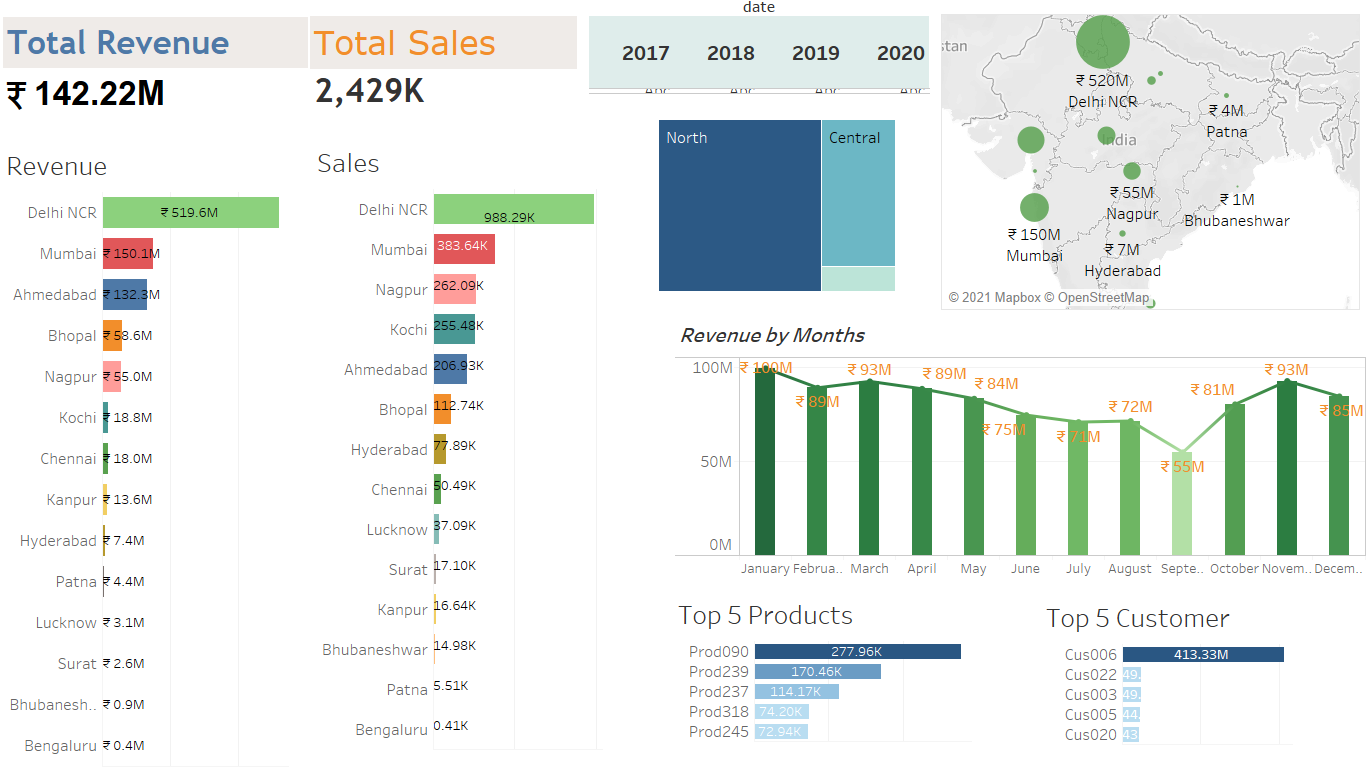 Total Revenue
₹ 142.22M
Total Sales
2,429K
date
2017 2018 2019 2020
Revenue
Delhi NCR ₹ 519.6M
Mumbai ₹ 150.1M
Ahmedabad ₹ 132.3M
Bhopal ₹ 58.6M
Nagpur ₹ 55.0M
Kochi ₹ 18.8M
Chennai ₹ 18.0M
Kanpur ₹ 13.6M
Hyderabad ₹ 7.4M
Patna ₹ 4.4M
Lucknow ₹ 3.1M
Surat ₹ 2.6M
Bhubanesh.. ₹ 0.9M
Bengaluru ₹ 0.4M
Sales
Delhi NCR 988.29K
Mumbai 383.64K
Nagpur 262.09K
Kochi 255.48K
Ahmedabad 206.93K
Bhopal 112.74K
Hyderabad 77.89K
Chennai 50.49K
Lucknow 37.09K
Surat 17.10K
Kanpur 16.64K
Bhubaneshwar 14.98K
Patna 5.51K
Bengaluru 0.41K
North
Central
stan
₹ 520M
Delhi NCR
₹ 4M
Patna
India
₹ 55M
Nagpur
₹ 1M
Bhubaneshwar
₹ 150M
Mumbai
₹ 7M
Hyderabad
© 2021 Mapbox © OpenStreetMap
Revenue by Months
100M
50M
0M
₹ 100M ₹ 89M ₹ 93M ₹ 89M ₹ 84M ₹ 75M ₹ 71M ₹ 72M ₹ 55M ₹ 81M ₹ 93M ₹ 85M
January Februa.. March April May June July August Septe.. October Novem.. Decem..
Top 5 Products
Prod090 277.96K
Prod239 170.46K
Prod237 114.17K
Prod318 74.20K
Prod245 72.94K
Top 5 Customer
Cus006 413.33M
Cus022 49.
Cus003 49.
Cus005 44.
Cus020 43